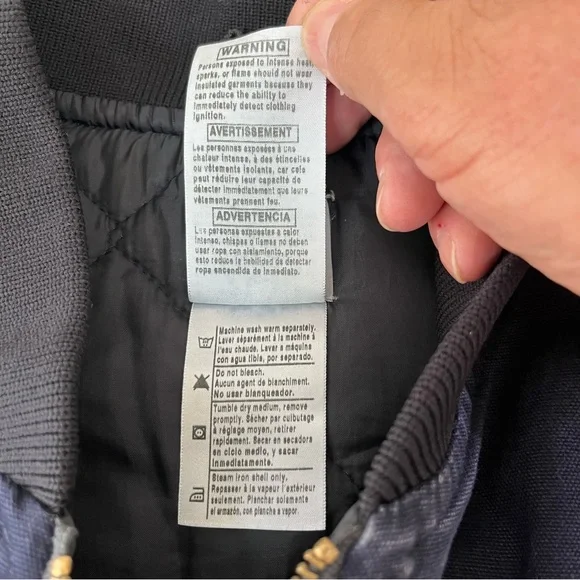 WARNING
Persons exposed to intense heat,
sparks, or flame should not wear
insulated garments because they
can reduce the ability to
immediately detect clothing
ignition.
AVERTISSEMENT
Les personnes exposées à une
chaleur intense, à des étincelles
ou vêtements isolants, car cele
peut réduire leur capacité de
détecter immédiatement que leurs
vêtements prennent feu.
ADVERTENCIA
Las personas expuestas a calor
intenso, chispas o llamas no deben
usar ropa con aislamiento, porque
esto reduce la habilidad de detectar
ropa encendida de inmediato.
Machine wash warm separately.
Laver séparément à la machine à
l'eau chaude. Lavar a máquina
con agua tibia, por separado.
Do not bleach.
Aucun agent de blanchiment.
No usar blanqueador.
Tumble dry medium, remove
promptly. Sécher par culbutage
à réglage moyen, retirer
rapidement. Secar en secadora
en ciclo medio, y sacar
inmediatamente.
Steam iron shell only.
Repasser à la vapeur l'extérieur
seulement. Planchar solamente
el armazón, con plancha a vapor.